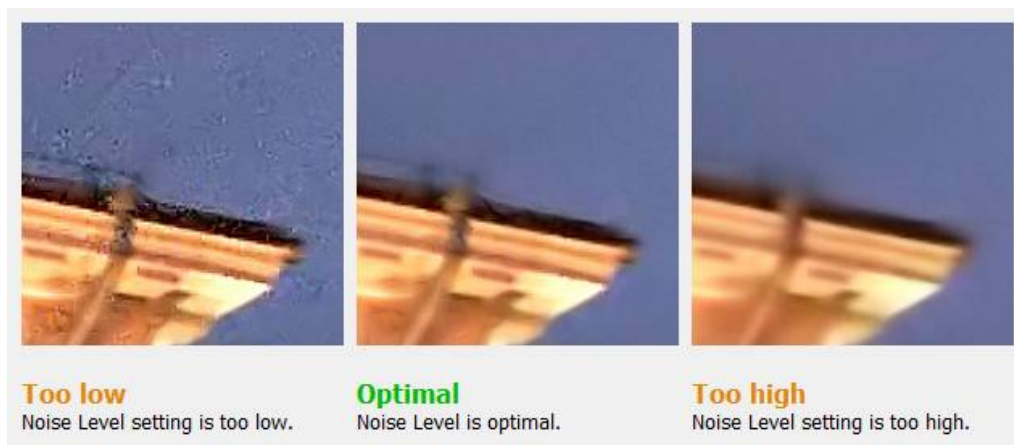 Too low
Noise Level setting is too low.
Optimal
Noise Level is optimal.
Too high
Noise Level setting is too high.